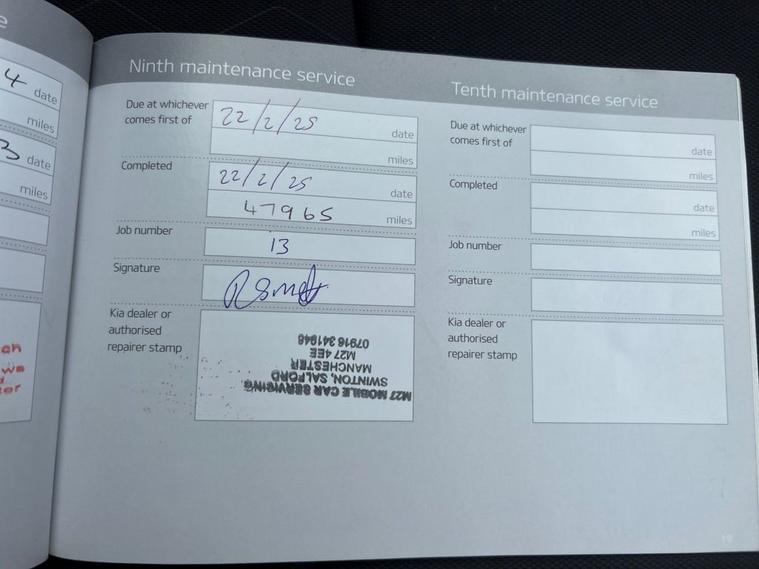 e
4 date
miles
3 date
miles
Ninth maintenance service
Due at whichever
comes first of
22/2/25
date
miles
Completed
22/2/25
date
47965
miles
Job number
13
Signature
Kia dealer or
authorised
repairer stamp
M27 MOBILE CAR SERVICING
SWINTON, SALFORD
MANCHESTER
M27 4EE
Tenth maintenance service
Due at whichever
comes first of
date
miles
Completed
date
miles
Job number
Signature
Kia dealer or
authorised
repairer stamp